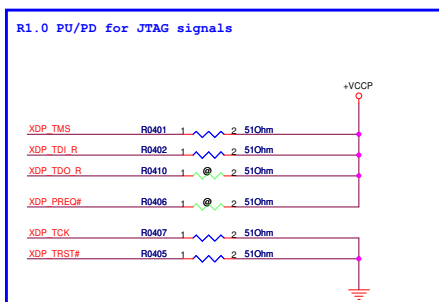 R1.0 PU/PD for JTAG signals
+VCCP
XDP_TMS R0401 1 2 51Ohm
XDP_TDI_R R0402 1 2 51Ohm
XDP_TDO_R R0410 1 @ 2 51Ohm
XDP_PREQ# R0406 1 @ 2 51Ohm
XDP_TCK R0407 1 2 51Ohm
XDP_TRST# R0405 1 2 51Ohm